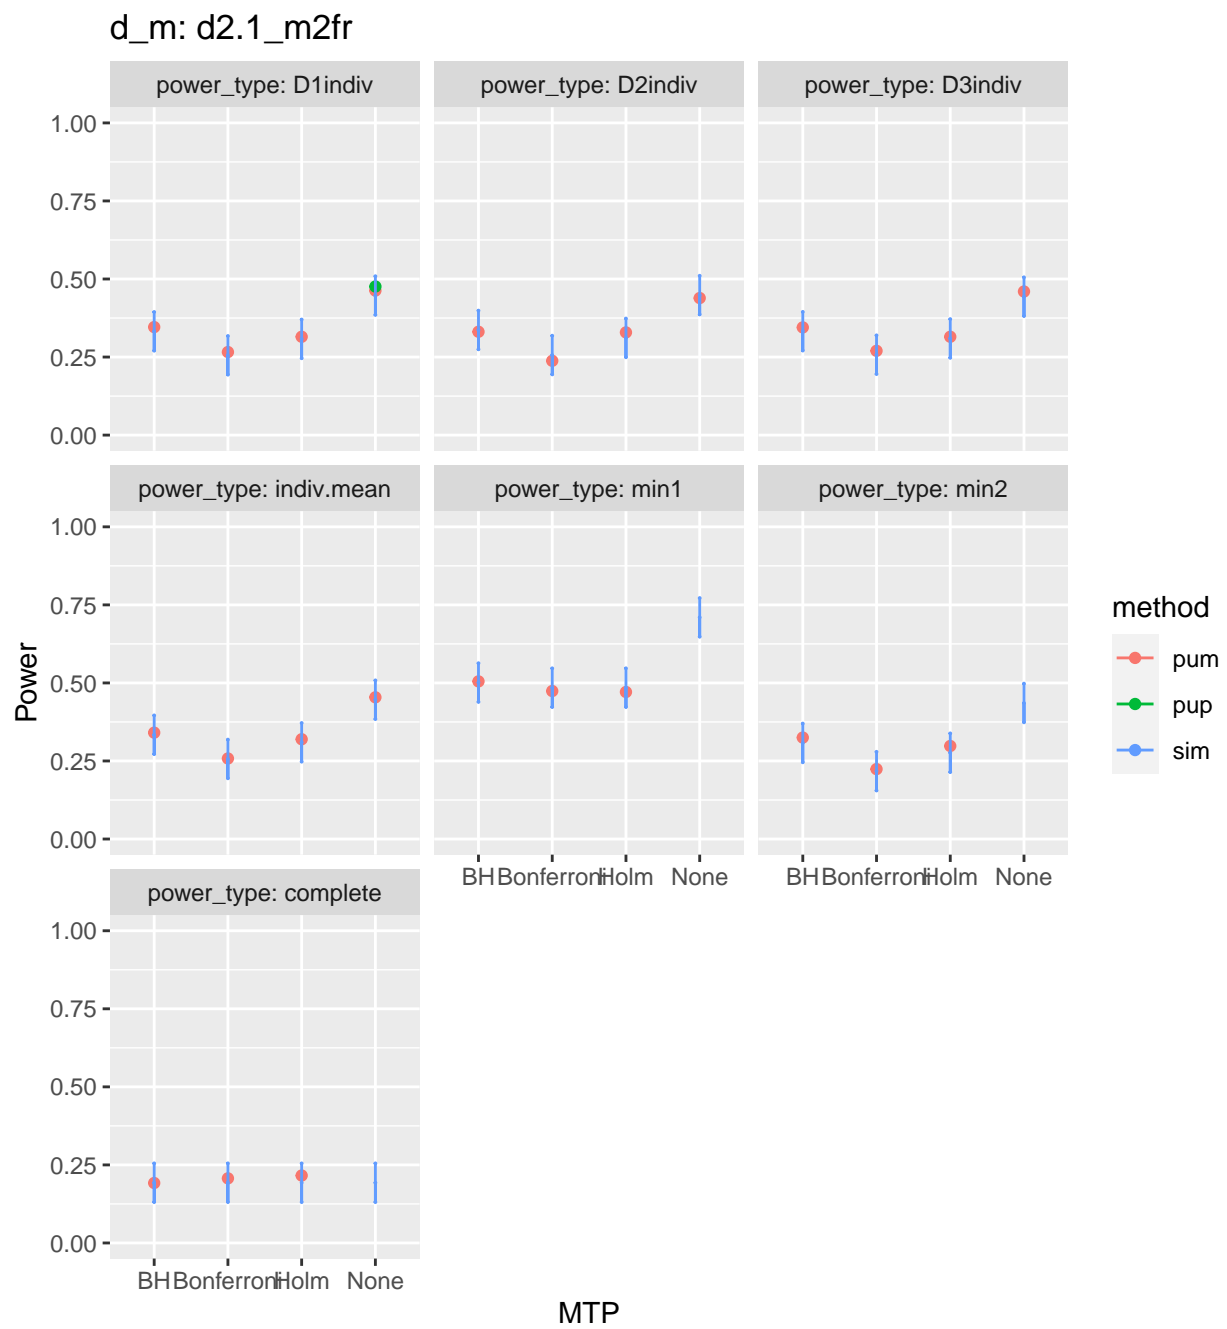 d_m: d2.1_m2fr
power_type: D1indiv
power_type: D2indiv
power_type: D3indiv
1.00
0.75
0.50
0.25
0.00
power_type: indiv.mean
power_type: min1
power_type: min2
1.00
0.75
0.50
0.25
0.00
BH Bonferroni Holm None
BH Bonferroni Holm None
power_type: complete
1.00
0.75
0.50
0.25
0.00
BH Bonferroni Holm None
Power
MTP
method
pum
pup
sim